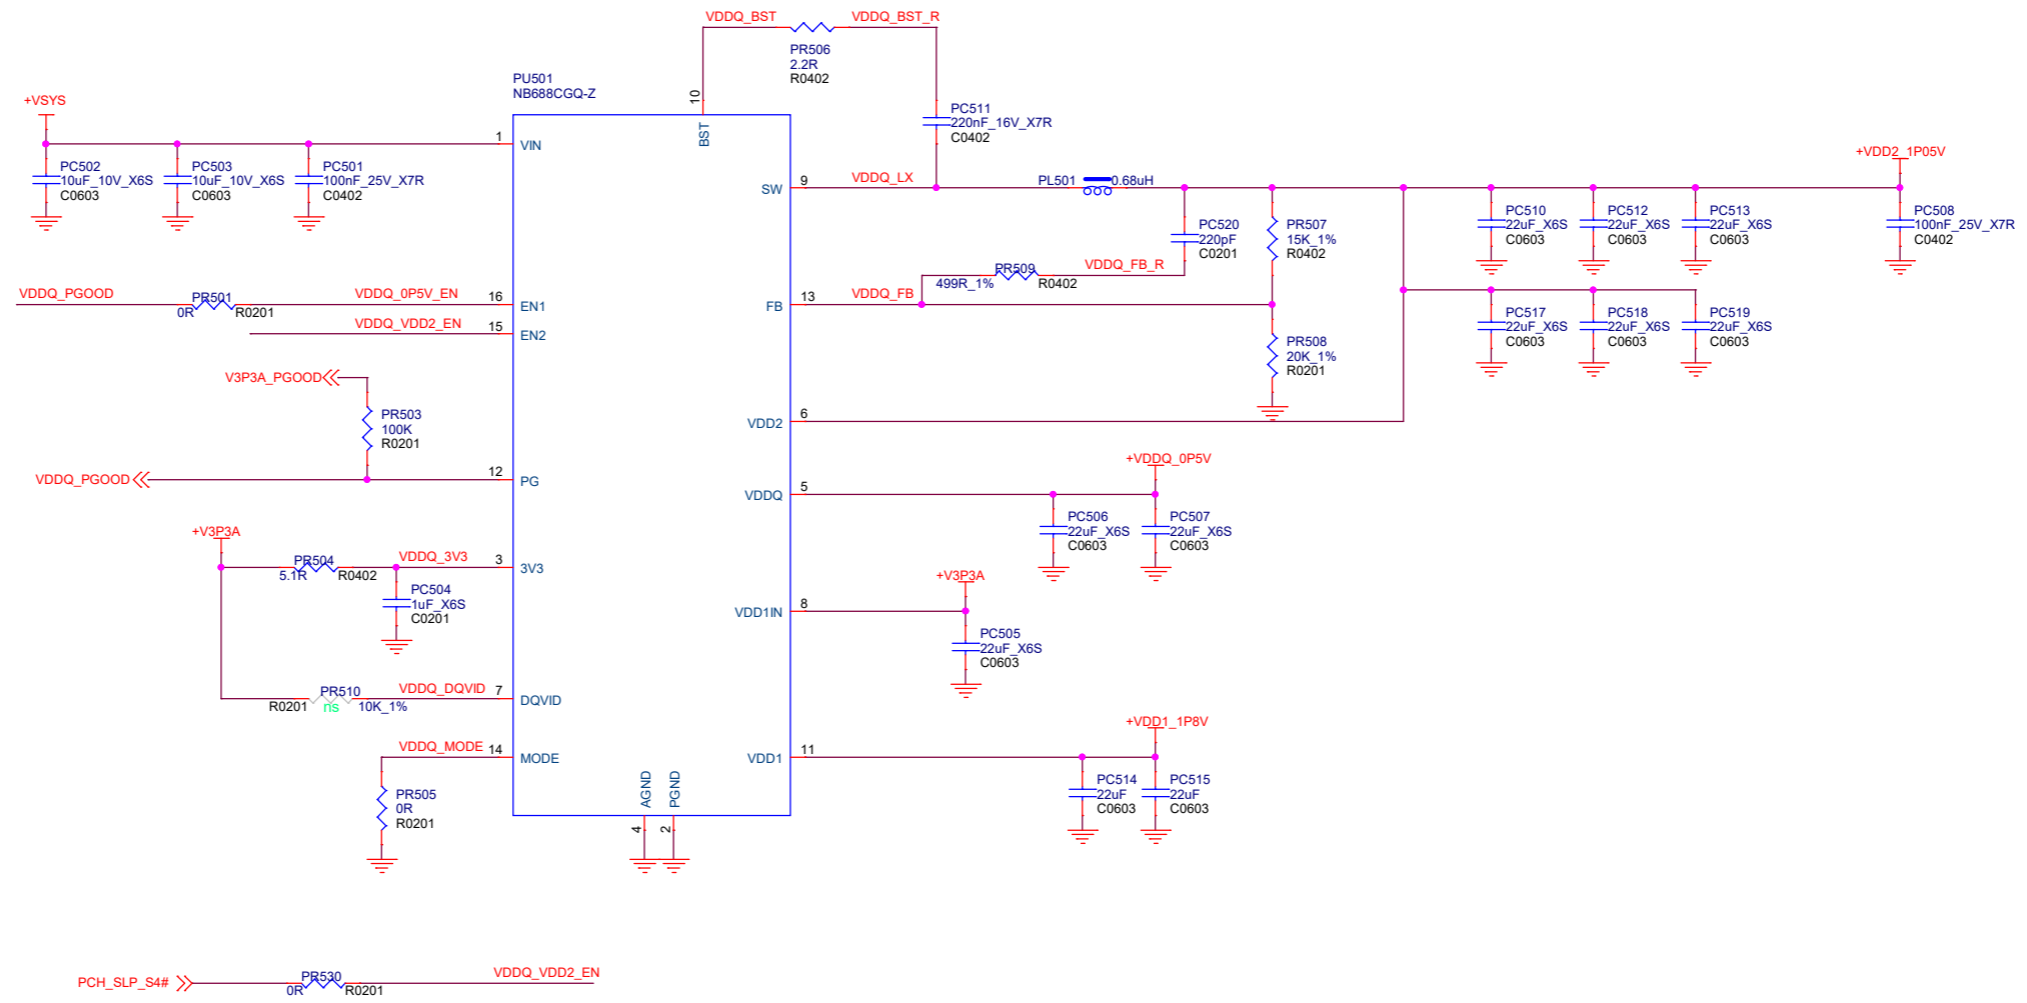 VDDQ_BST
VDDQ_BST_R
PR506
2.2R
R0402
PU501
NB688CGQ-Z
+VSYS
10
BST
PC511
220nF_16V_X7R
C0402
1
VIN
PC502
10uF_10V_X6S
C0603
PC503
10uF_10V_X6S
C0603
PC501
100nF_25V_X7R
C0402
SW
9
VDDQ_LX
PL501
0.68uH
+VDD2_1P05V
PC520
220pF
C0201
PR507
15K_1%
R0402
PC510
22uF_X6S
C0603
PC512
22uF_X6S
C0603
PC513
22uF_X6S
C0603
PC508
100nF_25V_X7R
C0402
PR509
499R_1%
R0402
VDDQ_FB_R
VDDQ_PGOOD
PR501
0R
R0201
VDDQ_0P5V_EN
16
EN1
VDDQ_VDD2_EN
15
EN2
FB
13
VDDQ_FB
PR508
20K_1%
R0201
PC517
22uF_X6S
C0603
PC518
22uF_X6S
C0603
PC519
22uF_X6S
C0603
V3P3A_PGOOD
PR503
100K
R0201
VDD2
6
VDDQ_PGOOD
12
PG
VDDQ
5
+VDDQ_0P5V
PC506
22uF_X6S
C0603
PC507
22uF_X6S
C0603
+V3P3A
PR504
5.1R
R0402
VDDQ_3V3
3
3V3
PC504
1uF_X6S
C0201
+V3P3A
VDD1IN
8
PC505
22uF_X6S
C0603
PR510
R0201
ns
10K_1%
VDDQ_DQVID
7
DQVID
VDDQ_MODE
14
MODE
+VDD1_1P8V
VDD1
11
PR505
0R
R0201
AGND
PGND
4
2
PC514
22uF
C0603
PC515
22uF
C0603
PCH_SLP_S4#
PR530
0R
R0201
VDDQ_VDD2_EN